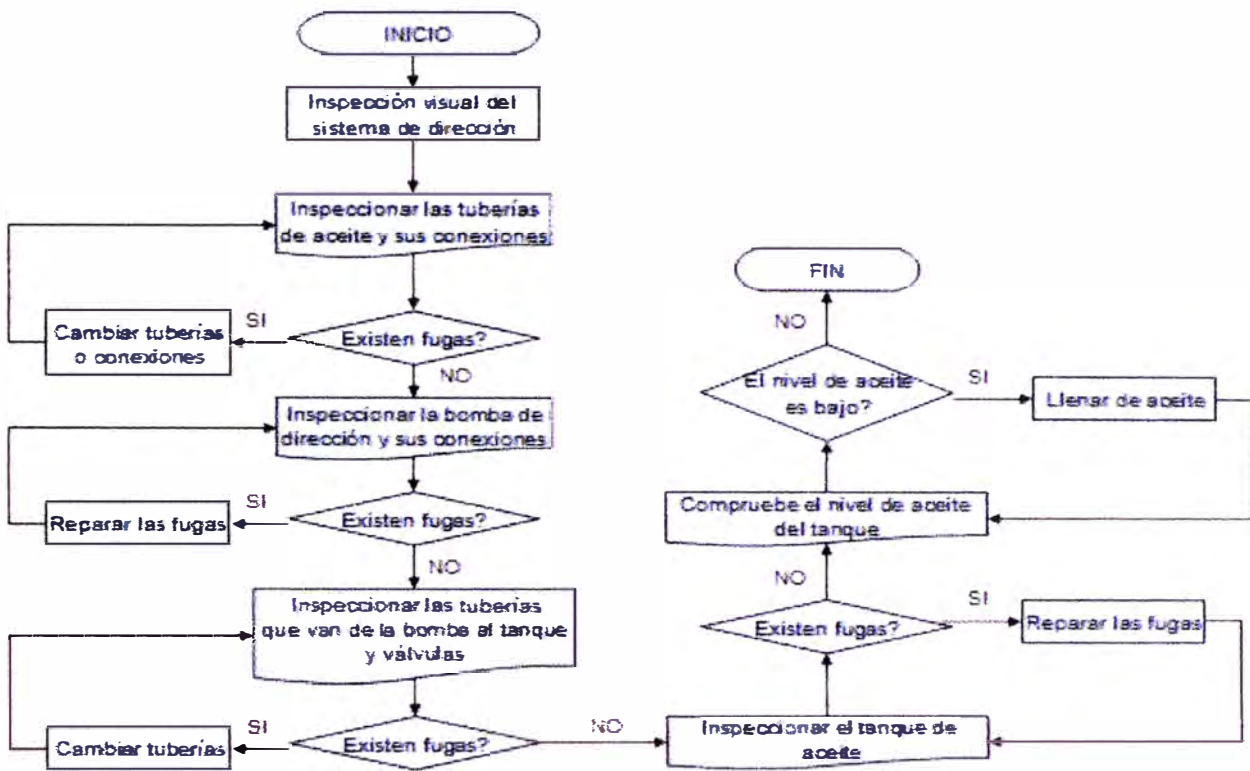 INICIO
Inspección visual del
sistema de dirección
Inspeccionar las tuberías
de aceite y sus conexiones
Existen fugas?
SI
Cambiar tuberías
o conexiones
NO
Inspeccionar la bomba de
dirección y sus conexiones
Existen fugas?
SI
Reparar las fugas
NO
Inspeccionar las tuberías
que van de la bomba al tanque
y válvulas
Existen fugas?
SI
Cambiar tuberías
NO
Inspeccionar el tanque de
aceite
Existen fugas?
SI
Reparar las fugas
NO
Compruebe el nivel de aceite
del tanque
El nivel de aceite
es bajo?
SI
Llenar de aceite
NO
FIN